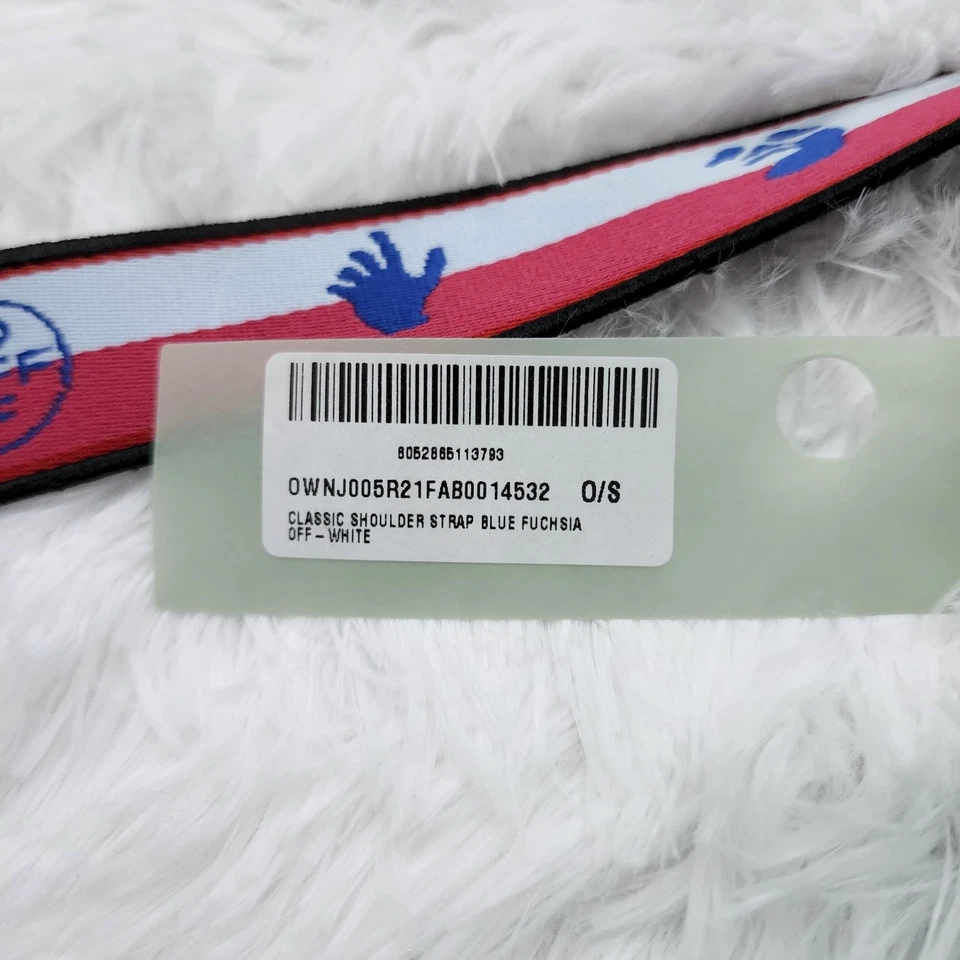 8052865113793
OWNJ005R21FAB0014532 O/S
CLASSIC SHOULDER STRAP BLUE FUCHSIA
OFF-WHITE